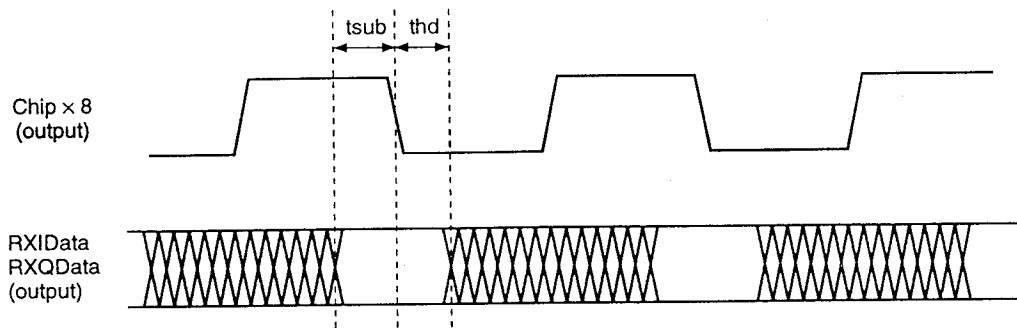 tsub thd
Chip × 8
(output)
RXIData
RXQData
(output)